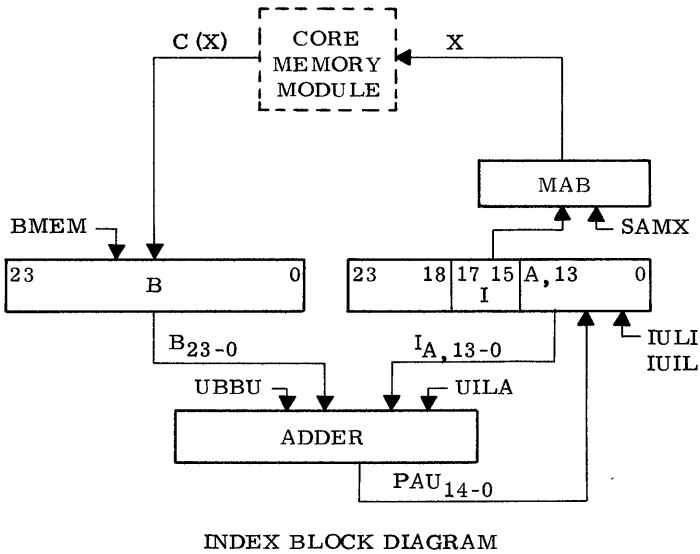 C(X)
CORE
MEMORY
MODULE
X
MAB
BMEM
SAMX
23 B 0
23 18 17 15 A, 13 0
I
B23-0
IA, 13-0
IULI
IUIL
UBBU
UILA
ADDER
PAU14-0
INDEX BLOCK DIAGRAM